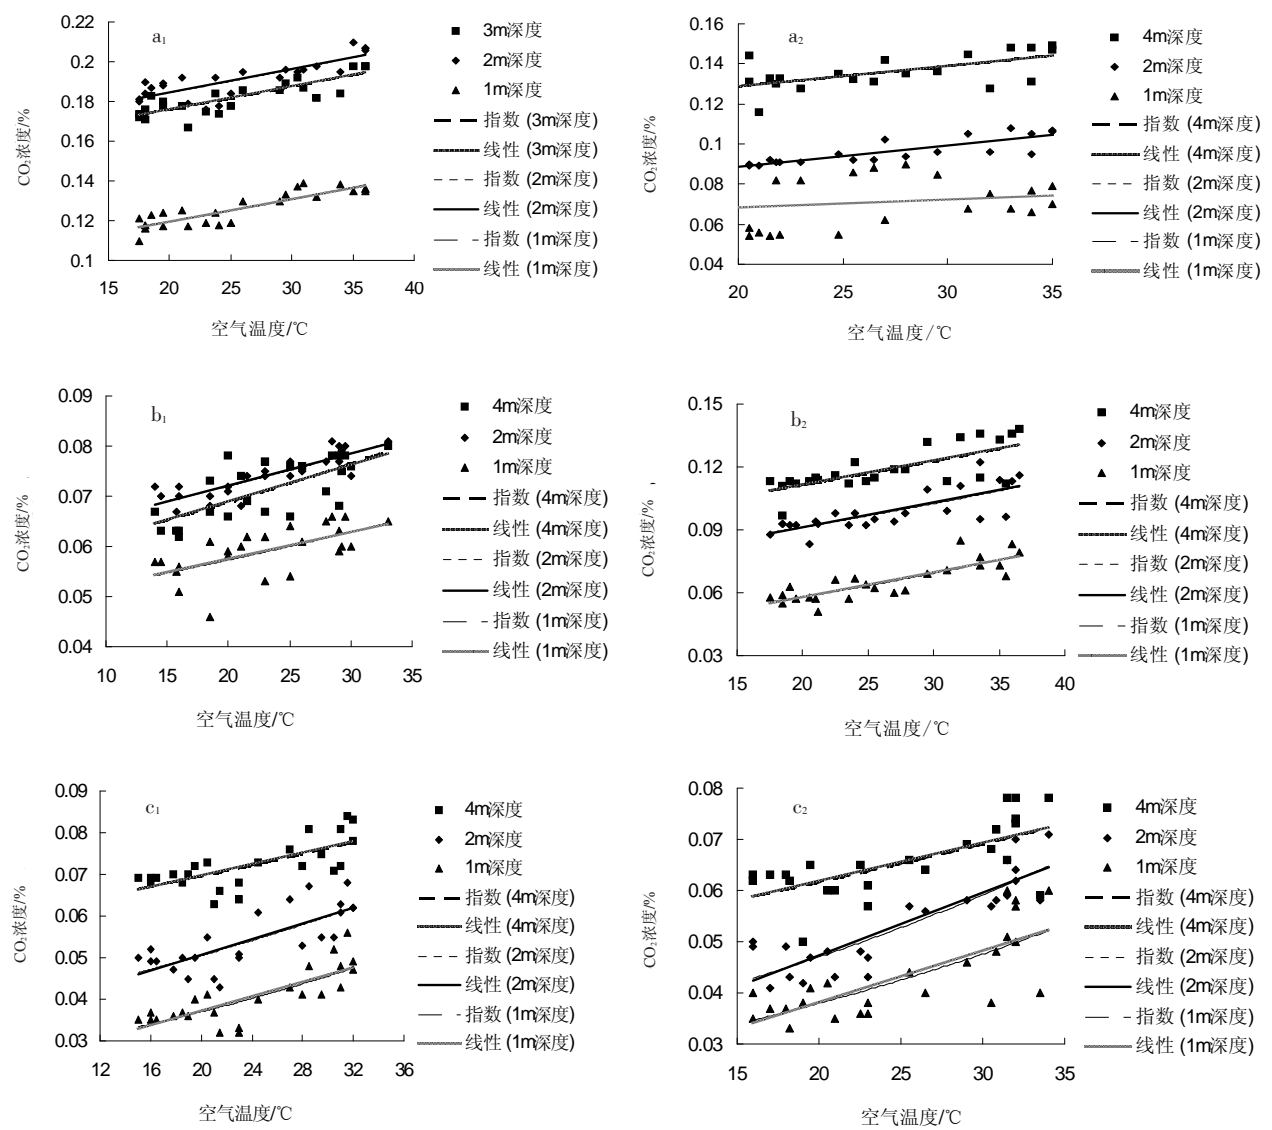 a₁
0.22
0.2
0.18
0.16
0.14
0.12
0.1
15 20 25 30 35 40
CO₂浓度/%
空气温度/℃
3m深度
2m深度
1m深度
指数 (3m深度)
线性 (3m深度)
指数 (2m深度)
线性 (2m深度)
指数 (1m深度)
线性 (1m深度)
a₂
0.16
0.14
0.12
0.1
0.08
0.06
0.04
20 25 30 35
CO₂浓度/%
空气温度/℃
4m深度
2m深度
1m深度
指数 (4m深度)
线性 (4m深度)
指数 (2m深度)
线性 (2m深度)
指数 (1m深度)
线性 (1m深度)
b₁
0.09
0.08
0.07
0.06
0.05
0.04
10 15 20 25 30 35
CO₂浓度/%
空气温度/℃
4m深度
2m深度
1m深度
指数 (4m深度)
线性 (4m深度)
指数 (2m深度)
线性 (2m深度)
指数 (1m深度)
线性 (1m深度)
b₂
0.15
0.12
0.09
0.06
0.03
15 20 25 30 35 40
CO₂浓度/%
空气温度/℃
4m深度
2m深度
1m深度
指数 (4m深度)
线性 (4m深度)
指数 (2m深度)
线性 (2m深度)
指数 (1m深度)
线性 (1m深度)
c₁
0.09
0.08
0.07
0.06
0.05
0.04
0.03
12 16 20 24 28 32 36
CO₂浓度/%
空气温度/℃
4m深度
2m深度
1m深度
指数 (4m深度)
线性 (4m深度)
指数 (2m深度)
线性 (2m深度)
指数 (1m深度)
线性 (1m深度)
c₂
0.08
0.07
0.06
0.05
0.04
0.03
15 20 25 30 35
CO₂浓度/%
空气温度/℃
4m深度
2m深度
1m深度
指数 (4m深度)
线性 (4m深度)
指数 (2m深度)
线性 (2m深度)
指数 (1m深度)
线性 (1m深度)